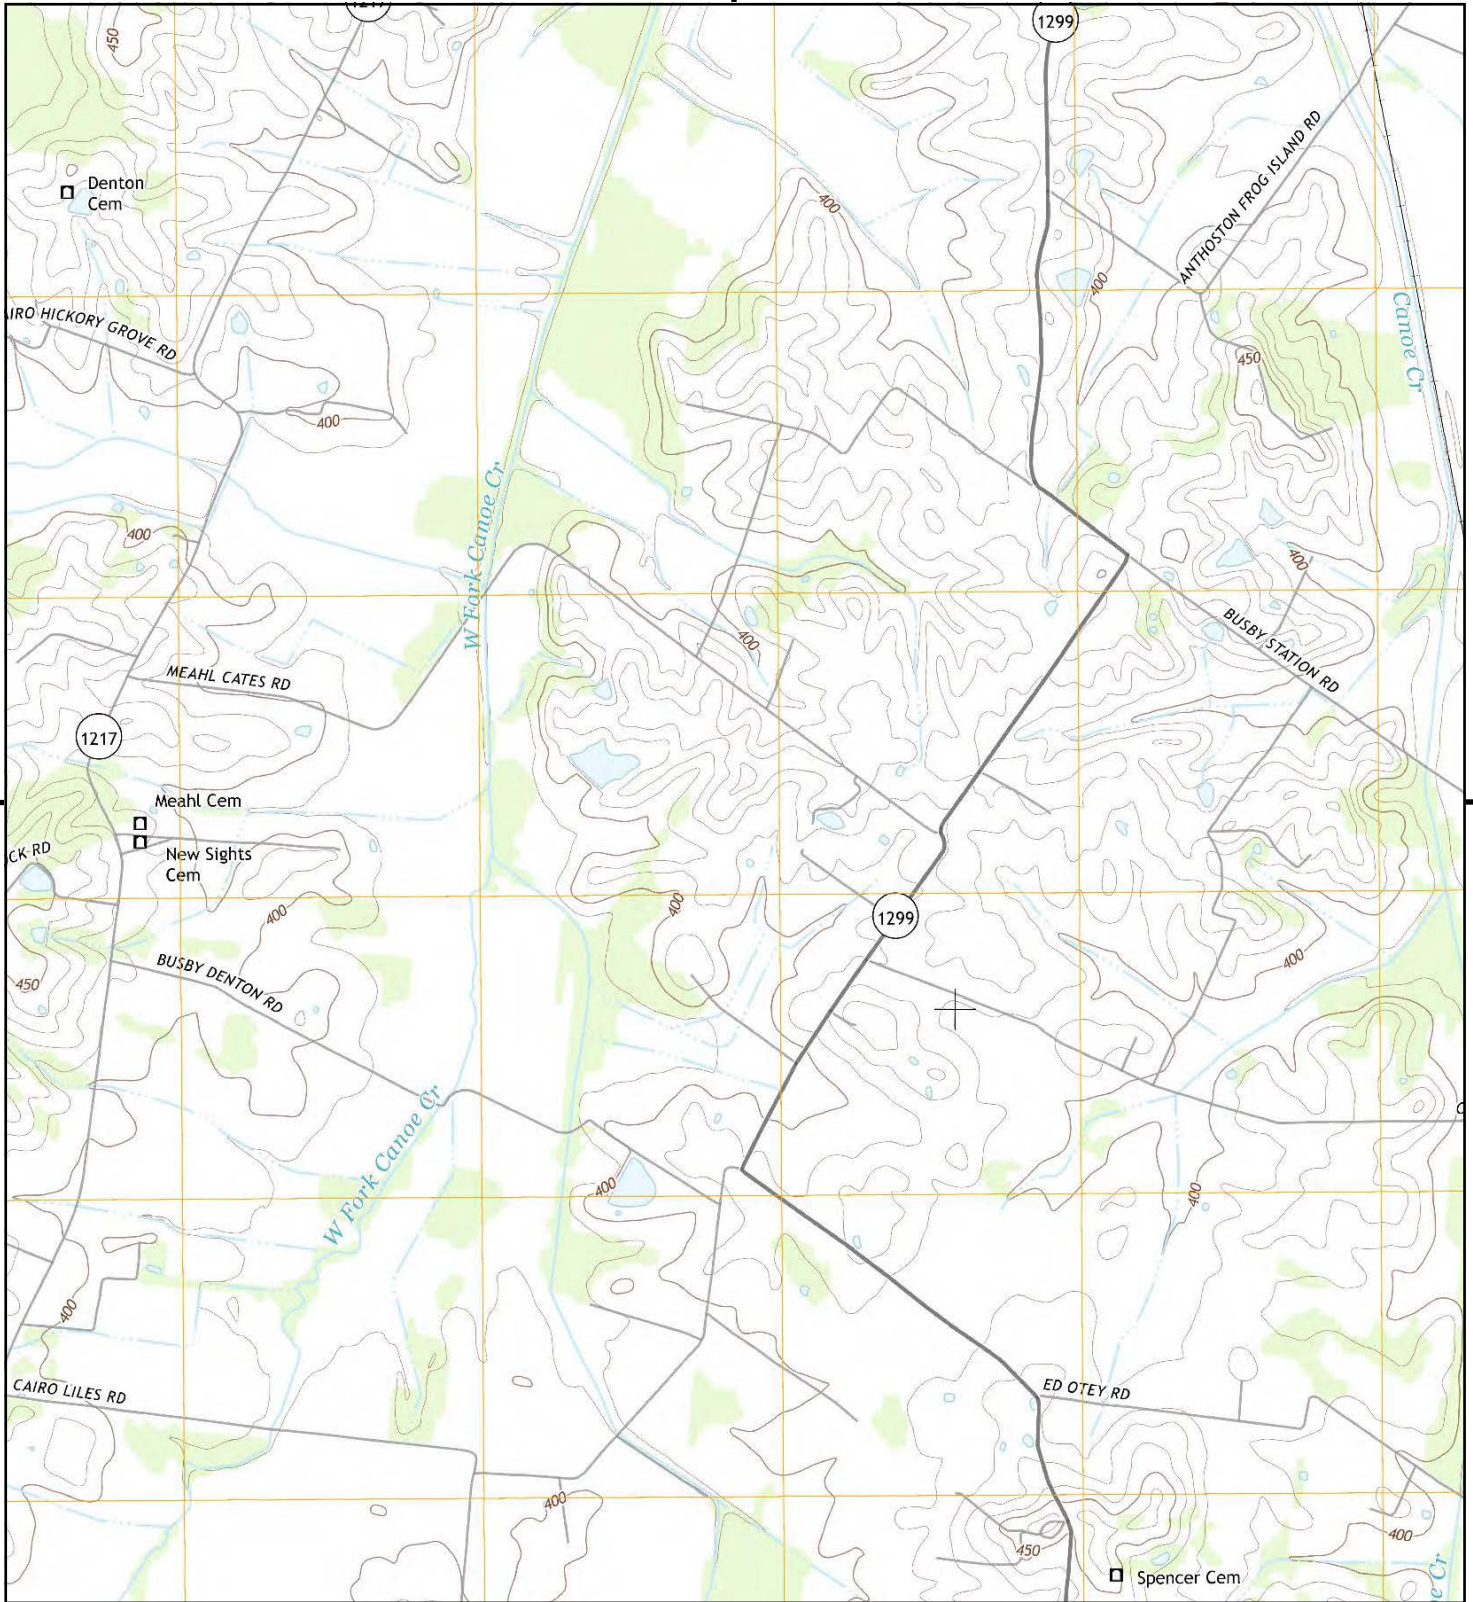 1299
450
ANTHOSTON FROG ISLAND RD
Denton
Cem
400
400
Canoe Cr
HICKORY GROVE RD
450
400
W Fork Canoe Cr
400
400
BUSBY STATION RD
400
MEAHL CATES RD
1217
Meahl Cem
New Sights
Cem
RD
400
400
1299
BUSBY DENTON RD
400
450
W Fork Canoe Cr
400
400
400
ED OTEY RD
CAIRO LILES RD
400
400
450
Spencer Cem
Cr